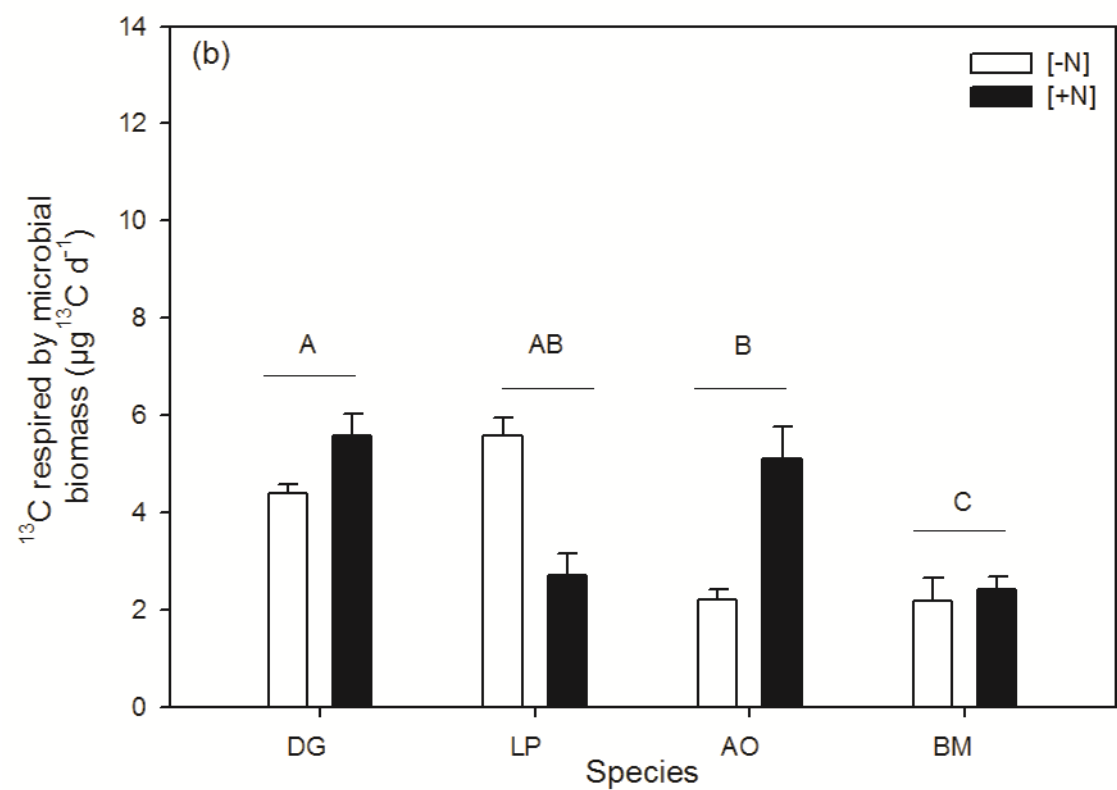 14
(b)
[-N]
[+N]
12
10
8
6
4
2
0
A
AB
B
C
¹³C respired by microbial
biomass (µg ¹³C d⁻¹)
DG
LP
AO
BM
Species